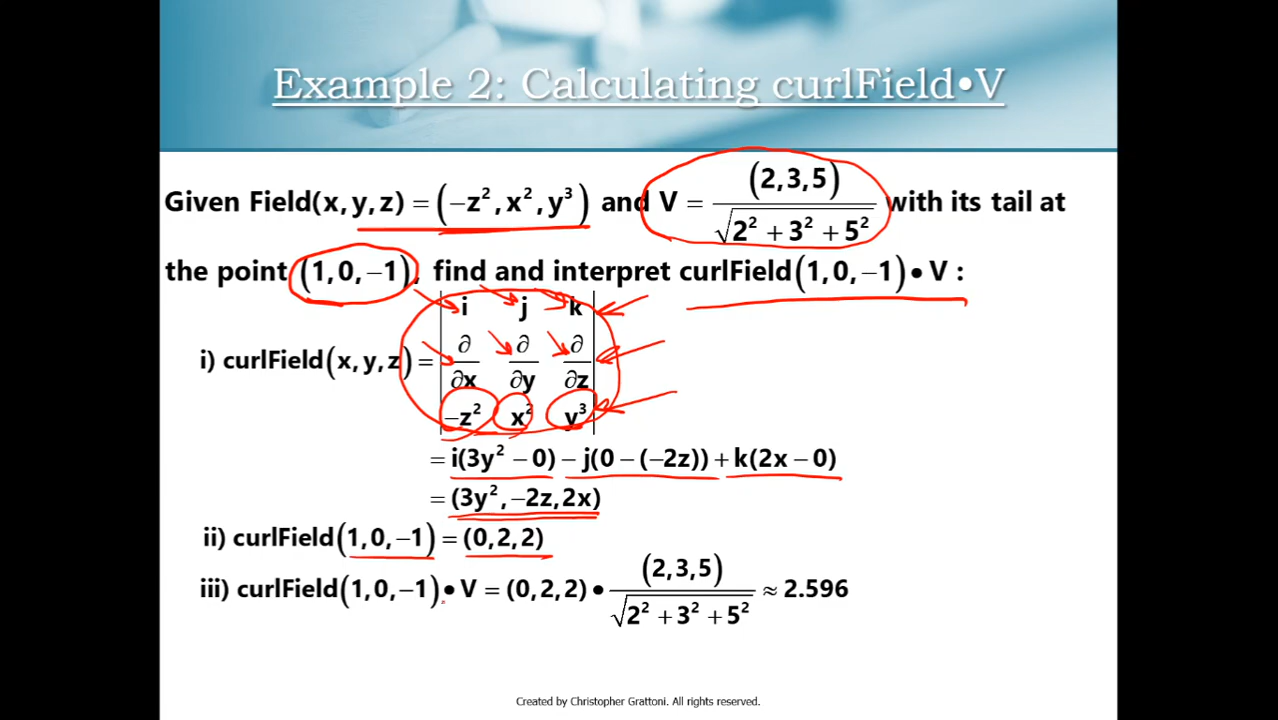 Example 2: Calculating curlField•V
Given Field(x,y,z) = (−z², x², y³) and V = (2,3,5) / √(2² + 3² + 5²) with its tail at
the point (1,0,−1), find and interpret curlField(1,0,−1) • V :
i) curlField(x,y,z) = | i j k |
| ∂/∂x ∂/∂y ∂/∂z |
| −z² x² y³ |
= i(3y² − 0) − j(0 − (−2z)) + k(2x − 0)
= (3y², −2z, 2x)
ii) curlField(1,0,−1) = (0,2,2)
iii) curlField(1,0,−1) • V = (0,2,2) • (2,3,5) / √(2² + 3² + 5²) ≈ 2.596
Created by Christopher Grattoni. All rights reserved.